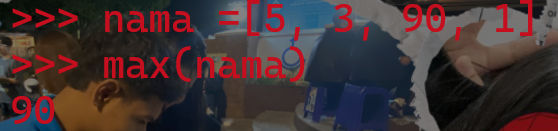 >>> nama =[5, 3, 90, 1]
>>> max(nama)
90